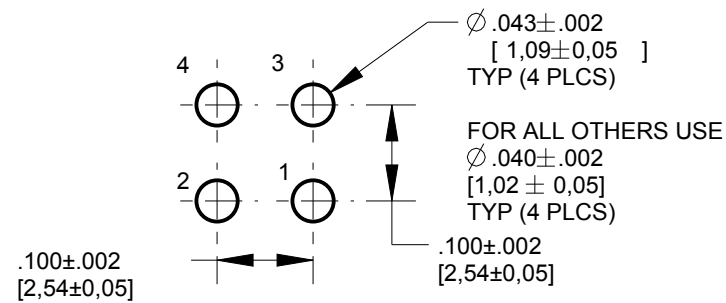 ∅ .043±.002
[ 1,09±0,05 ]
TYP (4 PLCS)
4
3
FOR ALL OTHERS USE
∅ .040±.002
[1,02 ± 0,05]
TYP (4 PLCS)
2
1
.100±.002
[2,54±0,05]
.100±.002
[2,54±0,05]